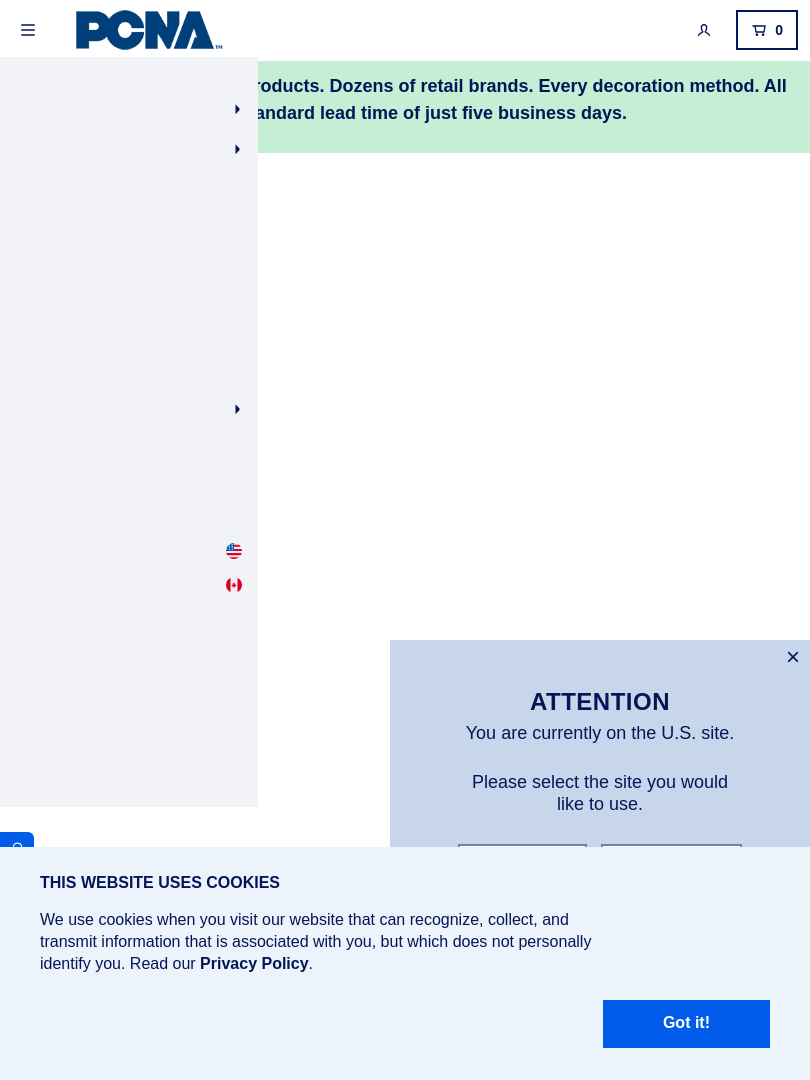 PCNA™
0
roducts. Dozens of retail brands. Every decoration method. All
andard lead time of just five business days.
×
ATTENTION
You are currently on the U.S. site.
Please select the site you would
like to use.
THIS WEBSITE USES COOKIES
We use cookies when you visit our website that can recognize, collect, and
transmit information that is associated with you, but which does not personally
identify you. Read our Privacy Policy.
Got it!